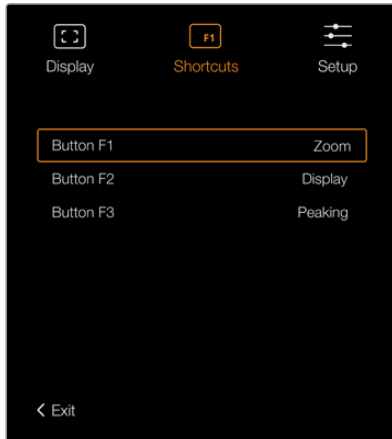 F1
Display Shortcuts Setup
Button F1 Zoom
Button F2 Display
Button F3 Peaking
Exit